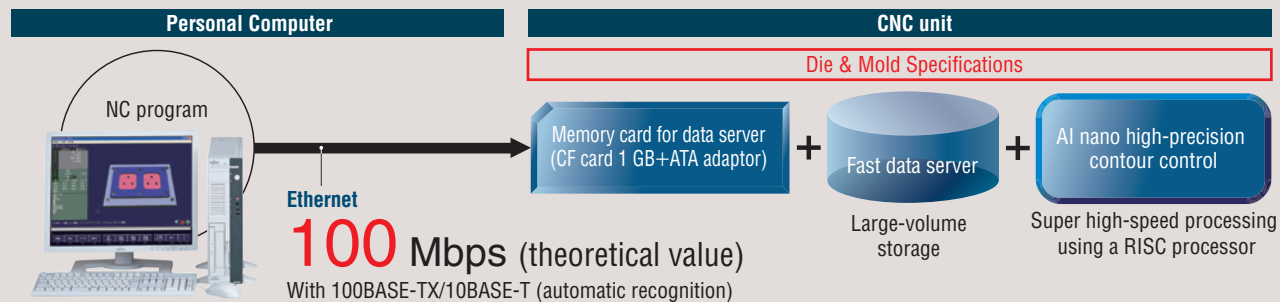 Personal Computer
CNC unit
Die & Mold Specifications
NC program
Memory card for data server
(CF card 1 GB+ATA adaptor)
+
Fast data server
+
AI nano high-precision
contour control
Ethernet
100 Mbps (theoretical value)
With 100BASE-TX/10BASE-T (automatic recognition)
Large-volume
storage
Super high-speed processing
using a RISC processor